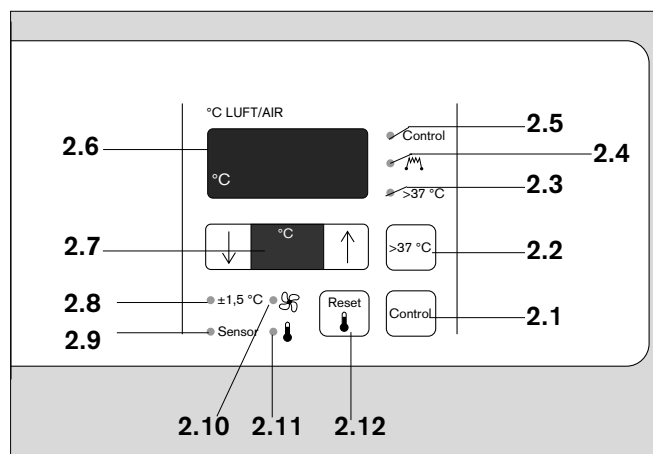 °C LUFT/AIR
2.6
°C
Control
2.5
2.4
>37 °C
2.3
2.7
°C
>37 °C
2.2
2.8
±1,5 °C
Reset
Control
2.1
2.9
Sensor
2.10
2.11
2.12